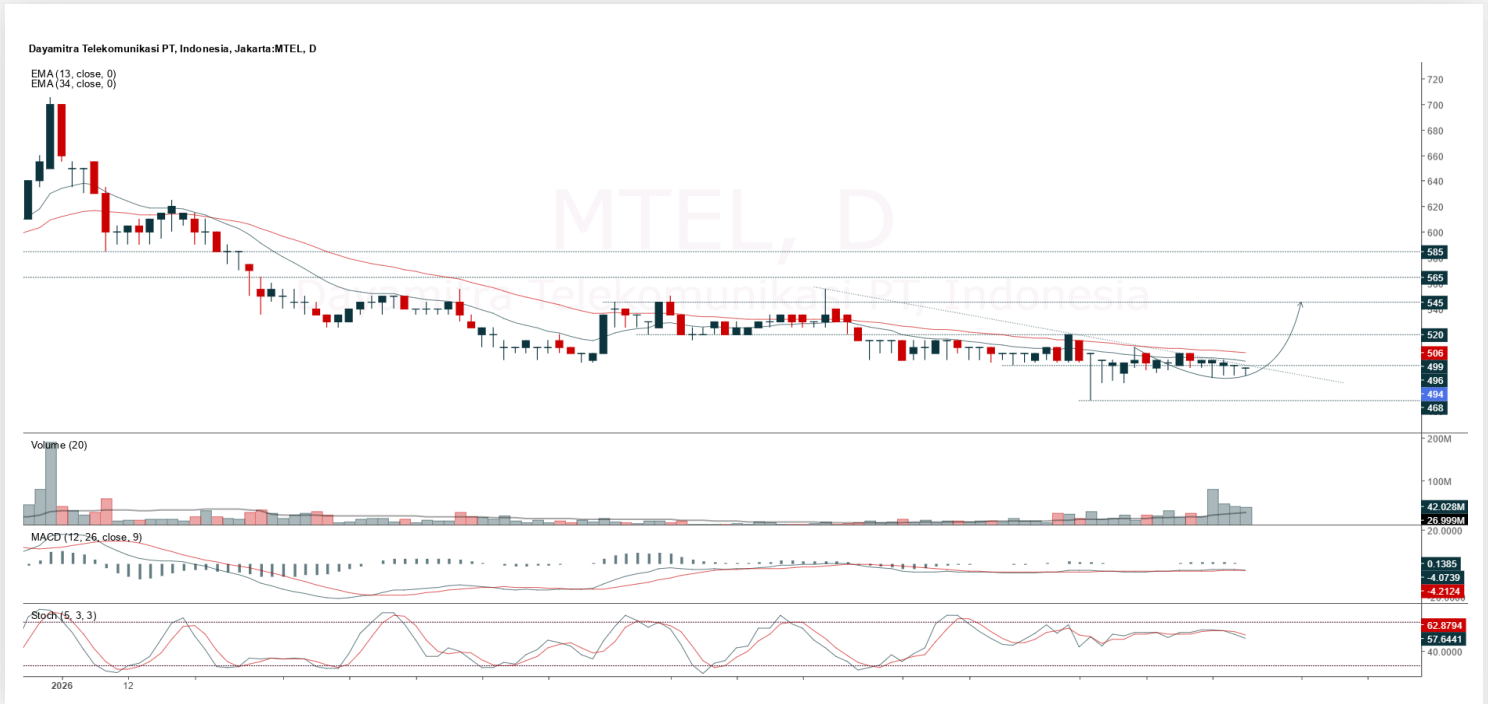 Dayamitra Telekomunikasi PT, Indonesia, Jakarta:MTEL, D
EMA (13, close, 0)
EMA (34, close, 0)
MTEL, D
Dayamitra Telekomunikasi PT, Indonesia
720
700
680
660
640
620
600
585
565
545
540
520
506
499
496
494
468
Volume (20)
200M
100M
42.028M
26.999M
MACD (12, 26, close, 9)
20.0000
0.1385
-4.0739
-4.2124
Stoch (5, 3, 3)
62.8794
57.6441
40.0000
2026
12